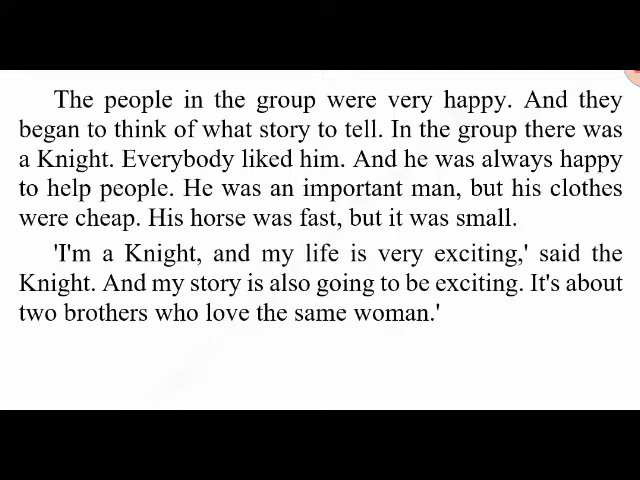 The people in the group were very happy. And they
began to think of what story to tell. In the group there was
a Knight. Everybody liked him. And he was always happy
to help people. He was an important man, but his clothes
were cheap. His horse was fast, but it was small.
'I'm a Knight, and my life is very exciting,' said the
Knight. And my story is also going to be exciting. It's about
two brothers who love the same woman.'